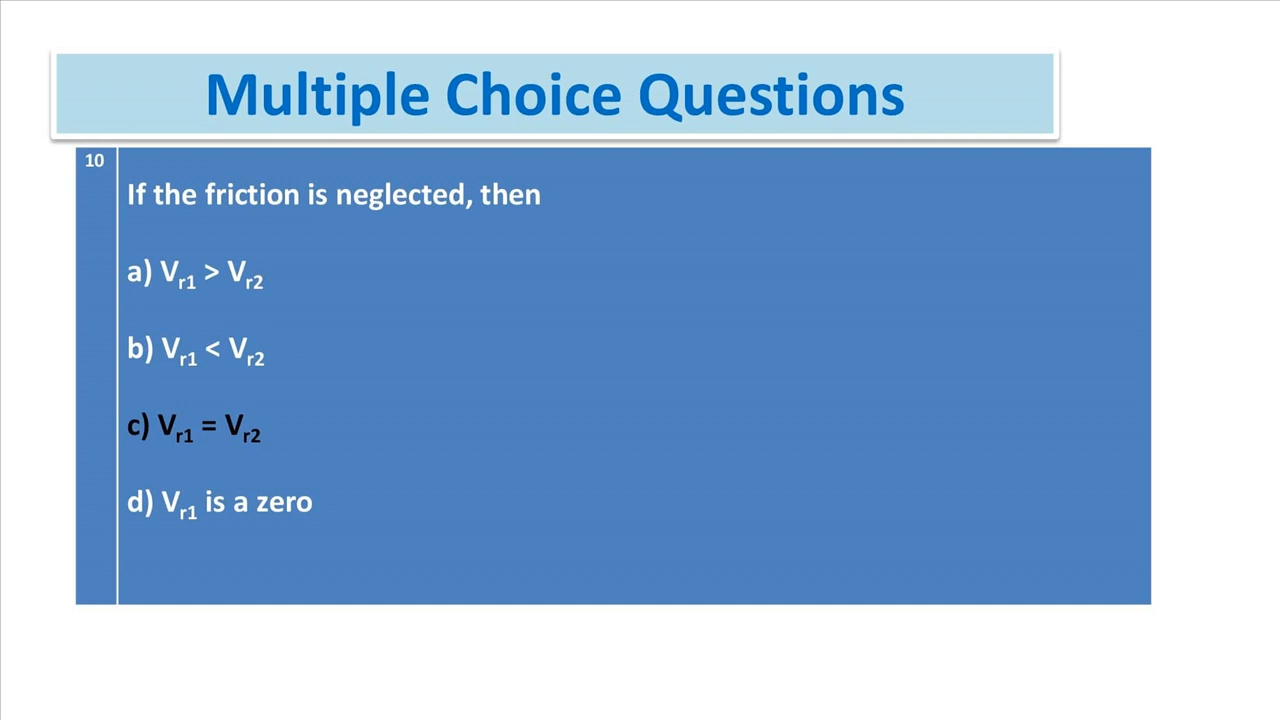 Multiple Choice Questions
10
If the friction is neglected, then
a) Vr1 > Vr2
b) Vr1 < Vr2
c) Vr1 = Vr2
d) Vr1 is a zero